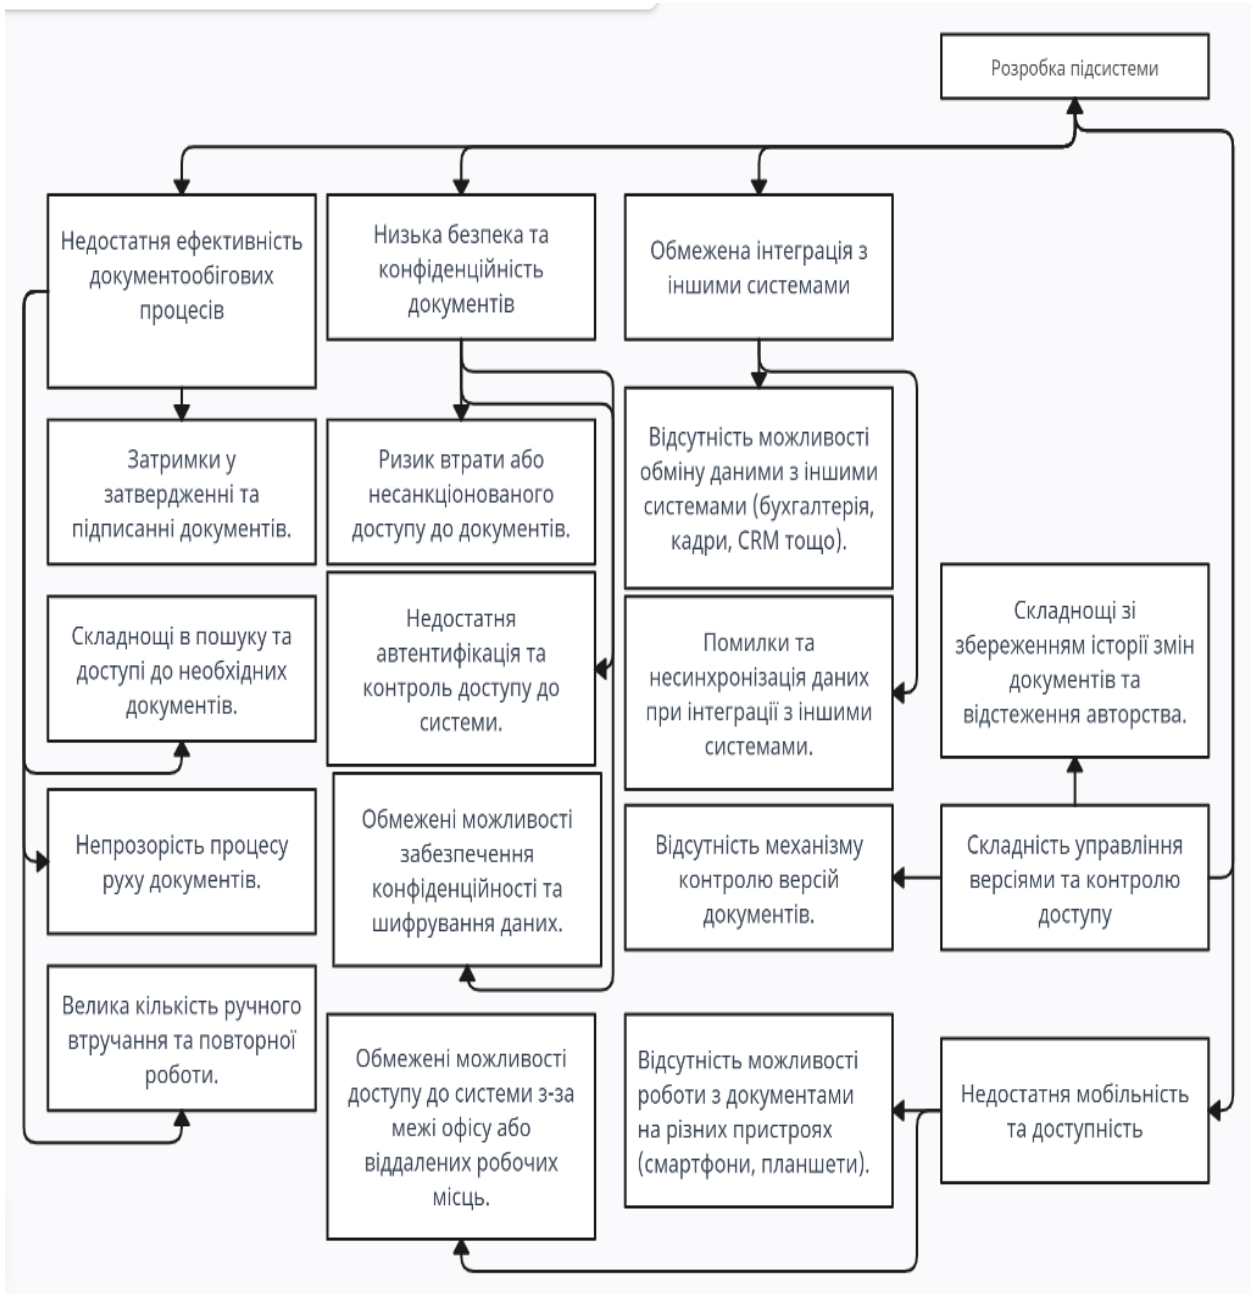 Розробка підсистеми
Недостатня ефективність
документообігових
процесів
Низька безпека та
конфіденційність
документів
Обмежена інтеграція з
іншими системами
Затримки у
затвердженні та
підписанні документів.
Ризик втрати або
несанкціонованого
доступу до документів.
Відсутність можливості
обміну даними з іншими
системами (бухгалтерія,
кадри, CRM тощо).
Складнощі в пошуку та
доступі до необхідних
документів.
Недостатня
автентифікація та
контроль доступу до
системи.
Помилки та
несинхронізація даних
при інтеграції з іншими
системами.
Складнощі зі
збереженням історії змін
документів та
відстеження авторства.
Непрозорість процесу
руху документів.
Обмежені можливості
забезпечення
конфіденційності та
шифрування даних.
Відсутність механізму
контролю версій
документів.
Складність управління
версіями та контролю
доступу
Велика кількість ручного
втручання та повторної
роботи.
Обмежені можливості
доступу до системи з-за
межі офісу або
віддалених робочих
місць.
Відсутність можливості
роботи з документами
на різних пристроях
(смартфони, планшети).
Недостатня мобільність
та доступність